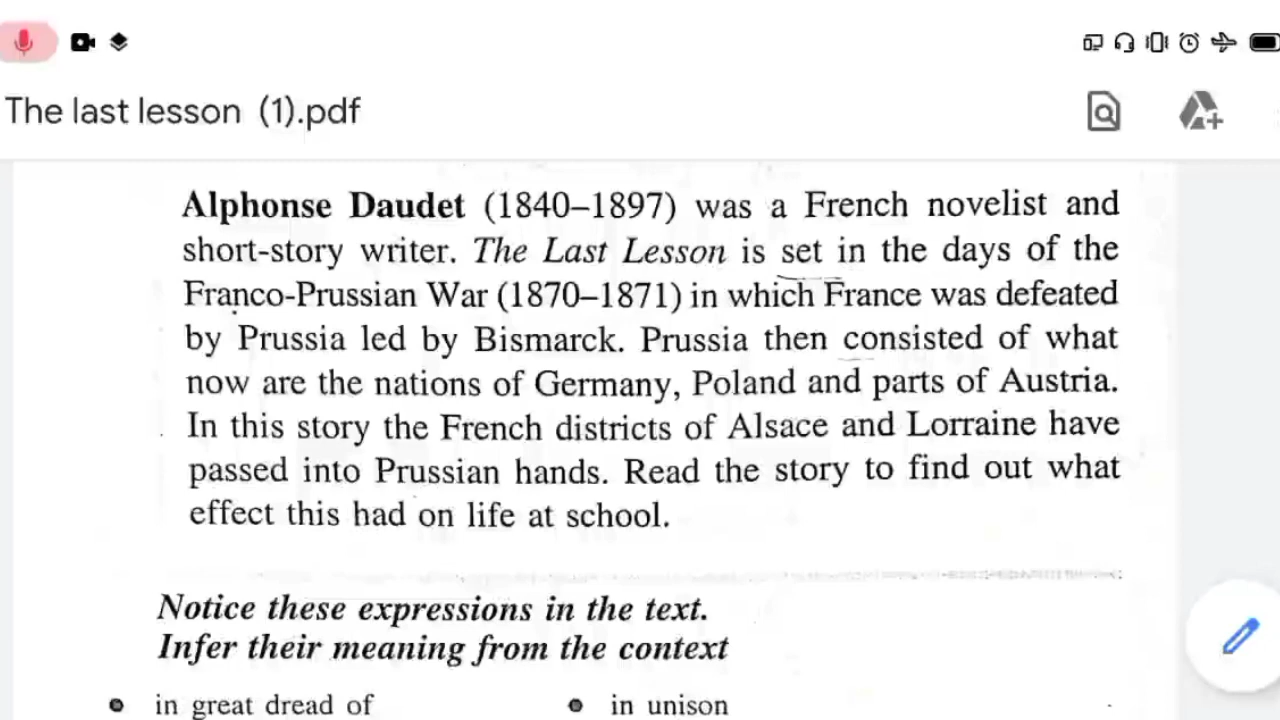 The last lesson (1).pdf
Alphonse Daudet (1840–1897) was a French novelist and
short-story writer. The Last Lesson is set in the days of the
Franco-Prussian War (1870–1871) in which France was defeated
by Prussia led by Bismarck. Prussia then consisted of what
now are the nations of Germany, Poland and parts of Austria.
In this story the French districts of Alsace and Lorraine have
passed into Prussian hands. Read the story to find out what
effect this had on life at school.
Notice these expressions in the text.
Infer their meaning from the context
in great dread of
in unison